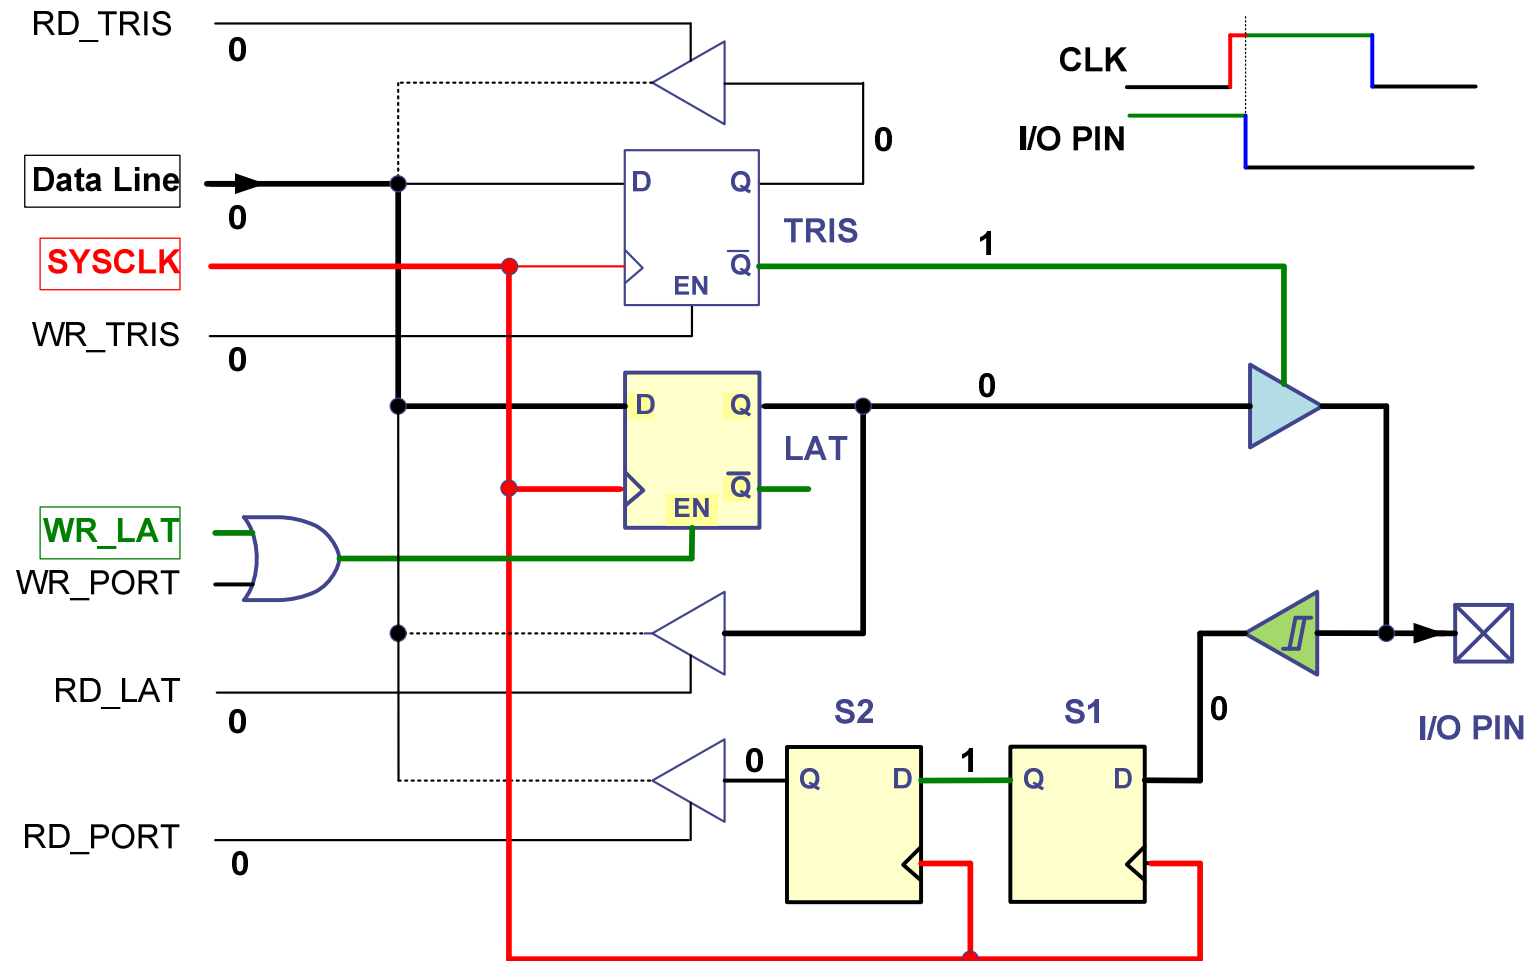 RD_TRIS
0
CLK
I/O PIN
0
Data Line
0
D Q
TRIS
SYSCLK
Q
EN
1
WR_TRIS
0
D Q
0
LAT
Q
EN
WR_LAT
WR_PORT
RD_LAT
0
S2
S1
0
I/O PIN
0
Q D
1
Q D
RD_PORT
0